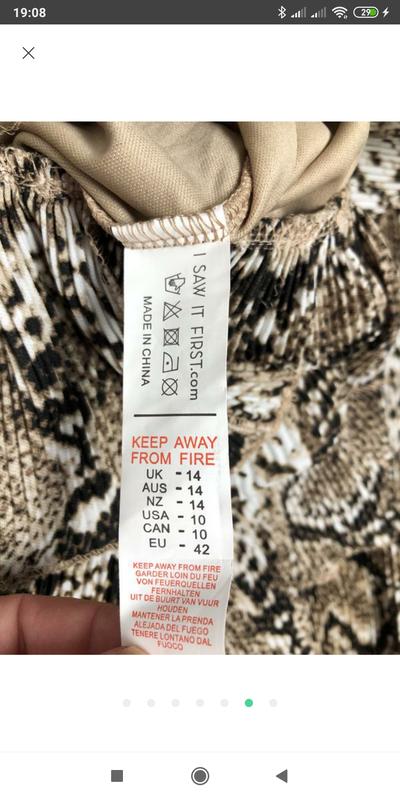 19:08
29
I SAW IT FIRST.com
MADE IN CHINA
KEEP AWAY
FROM FIRE
UK - 14
AUS - 14
NZ - 14
USA - 10
CAN - 10
EU - 42
KEEP AWAY FROM FIRE
GARDER LOIN DU FEU
VON FEUERQUELLEN
FERNHALTEN
UIT DE BUURT VAN VUUR
HOUDEN
MANTENER LA PRENDA
ALEJADA DEL FUEGO
TENERE LONTANO DAL
FUOCO